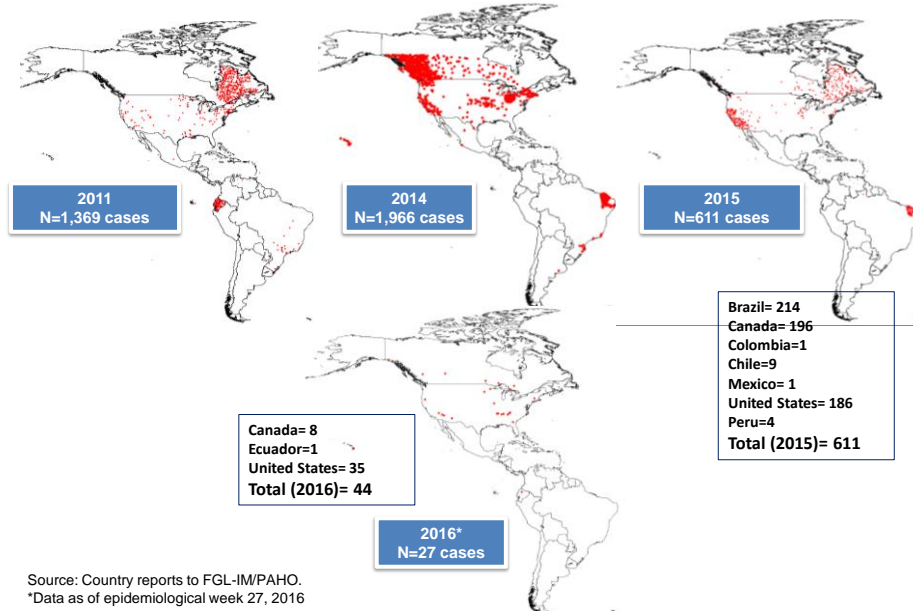 2011
N=1,369 cases
2014
N=1,966 cases
2015
N=611 cases
Brazil= 214
Canada= 196
Colombia=1
Chile=9
Mexico= 1
United States= 186
Peru=4
Total (2015)= 611
Canada= 8
Ecuador=1
United States= 35
Total (2016)= 44
2016*
N=27 cases
Source: Country reports to FGL-IM/PAHO.
*Data as of epidemiological week 27, 2016